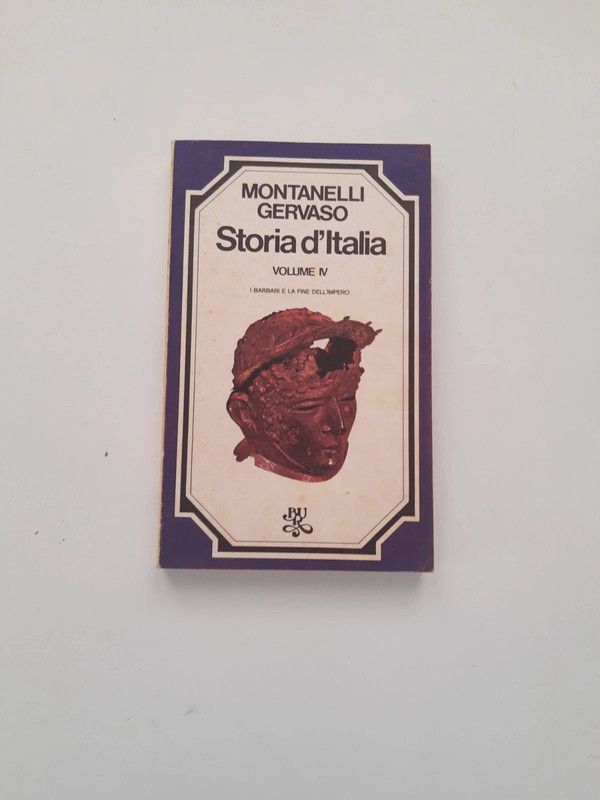 MONTANELLI
GERVASO
Storia d'Italia
VOLUME IV
I BARBARI E LA FINE DELL'IMPERO
BUR